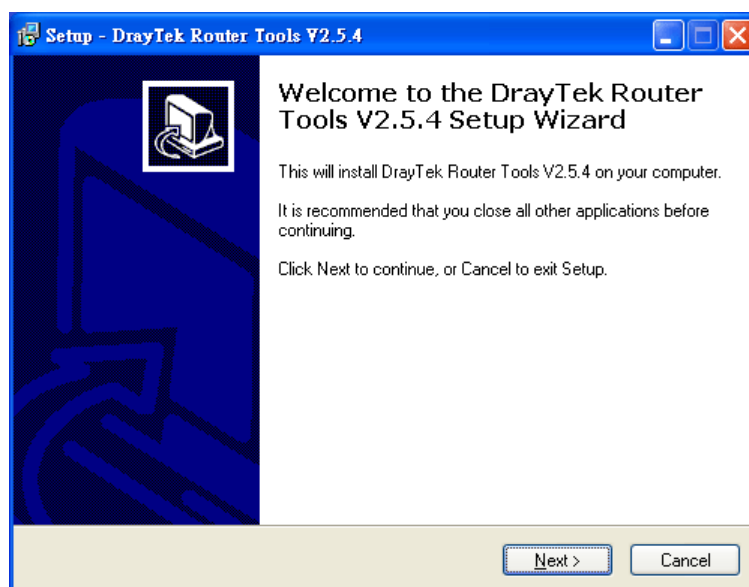 Setup - DrayTek Router Tools V2.5.4
Welcome to the DrayTek Router
Tools V2.5.4 Setup Wizard
This will install DrayTek Router Tools V2.5.4 on your computer.
It is recommended that you close all other applications before
continuing.
Click Next to continue, or Cancel to exit Setup.
Next >
Cancel